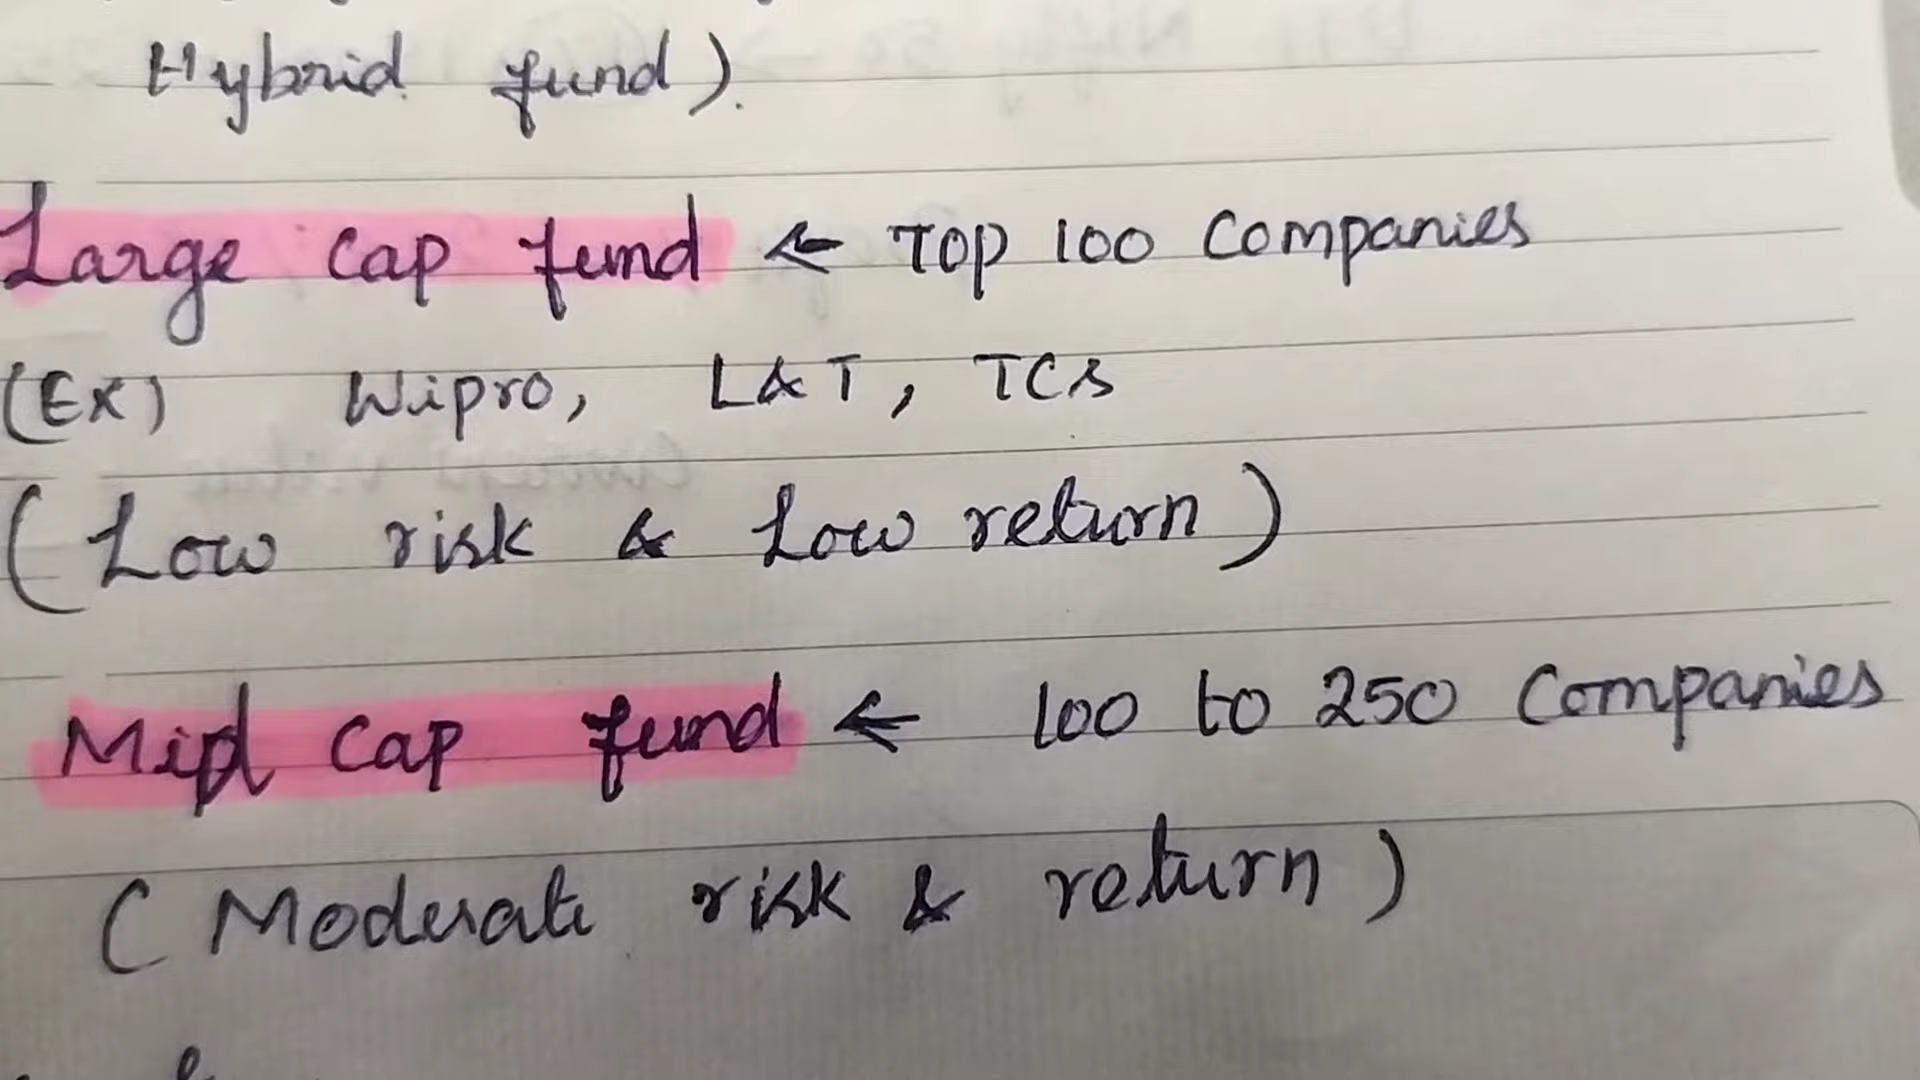 Hybrid fund).
Large cap fund ← Top 100 Companies
(Ex) Wipro, L&T, TCS
(Low risk & Low return)
Mid cap fund ← 100 to 250 Companies
(Moderate risk & return)